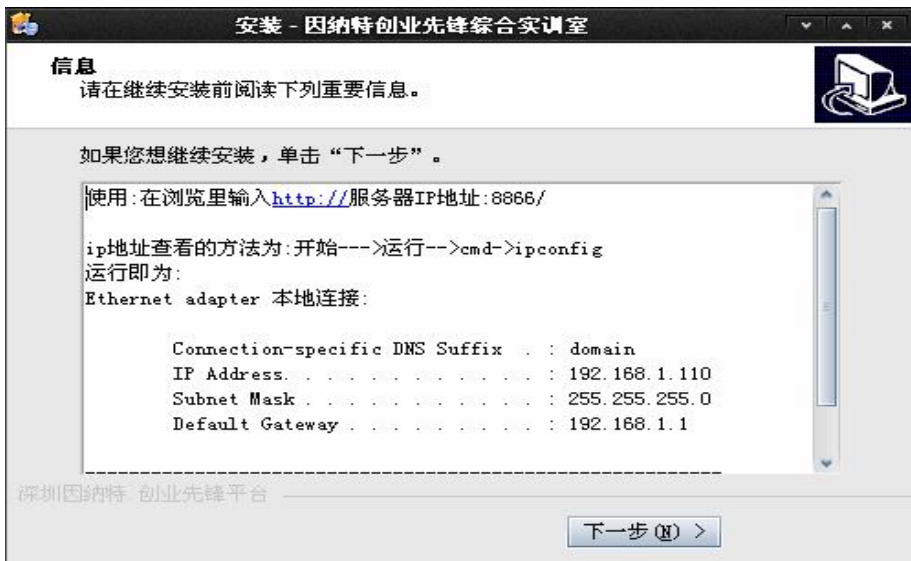 安装 - 因纳特创业先锋综合实训室
信息
请在继续安装前阅读下列重要信息。
如果您想继续安装，单击“下一步”。
使用:在浏览里输入http://服务器IP地址:8866/
ip地址查看的方法为:开始--->运行-->cmd->ipconfig
运行即为:
Ethernet adapter 本地连接:
Connection-specific DNS Suffix . : domain
IP Address. . . . . . . . . . . . : 192.168.1.110
Subnet Mask . . . . . . . . . . . : 255.255.255.0
Default Gateway . . . . . . . . . : 192.168.1.1
----------------------------------------------------------
深圳因纳特 创业先锋平台
下一步(N) >